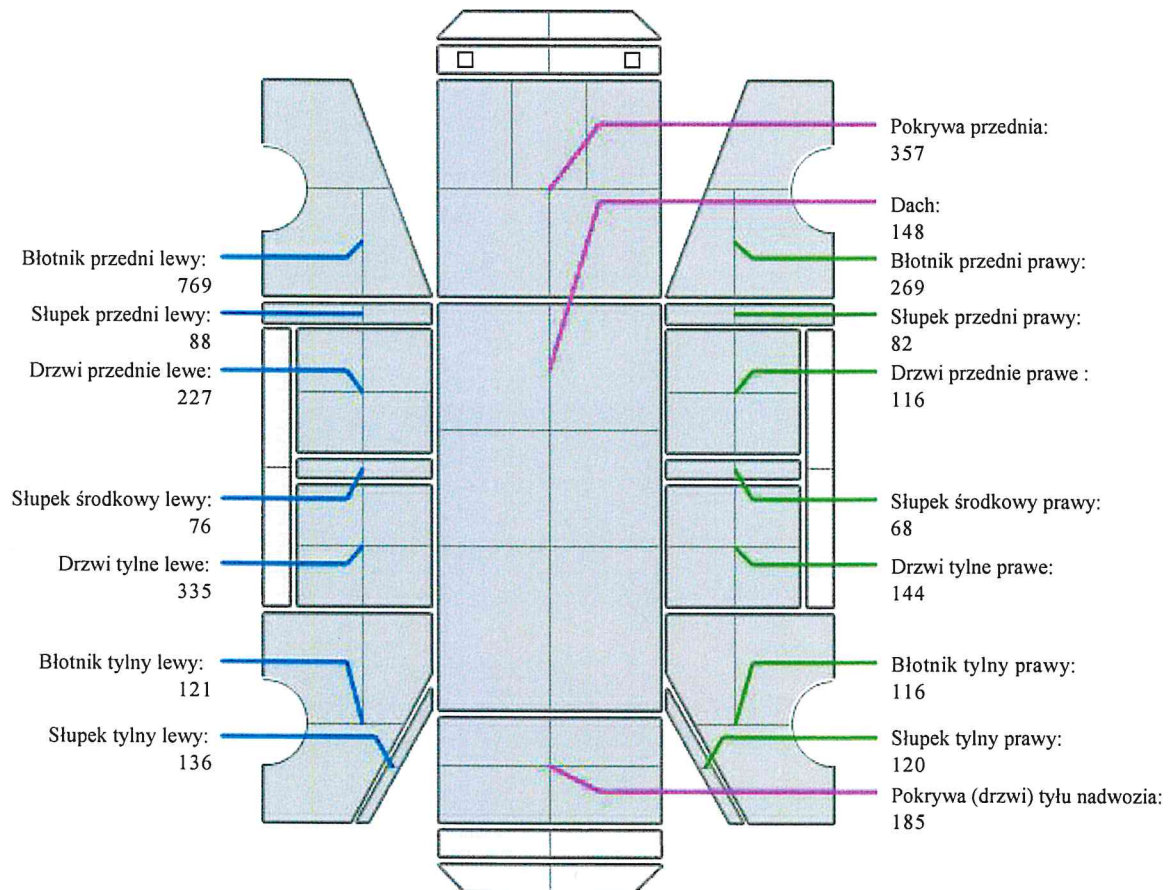 Pokrywa przednia:
357
Dach:
148
Błotnik przedni lewy:
769
Błotnik przedni prawy:
269
Słupek przedni lewy:
88
Słupek przedni prawy:
82
Drzwi przednie lewe:
227
Drzwi przednie prawe :
116
Słupek środkowy lewy:
76
Słupek środkowy prawy:
68
Drzwi tylne lewe:
335
Drzwi tylne prawe:
144
Błotnik tylny lewy:
121
Błotnik tylny prawy:
116
Słupek tylny lewy:
136
Słupek tylny prawy:
120
Pokrywa (drzwi) tyłu nadwozia:
185